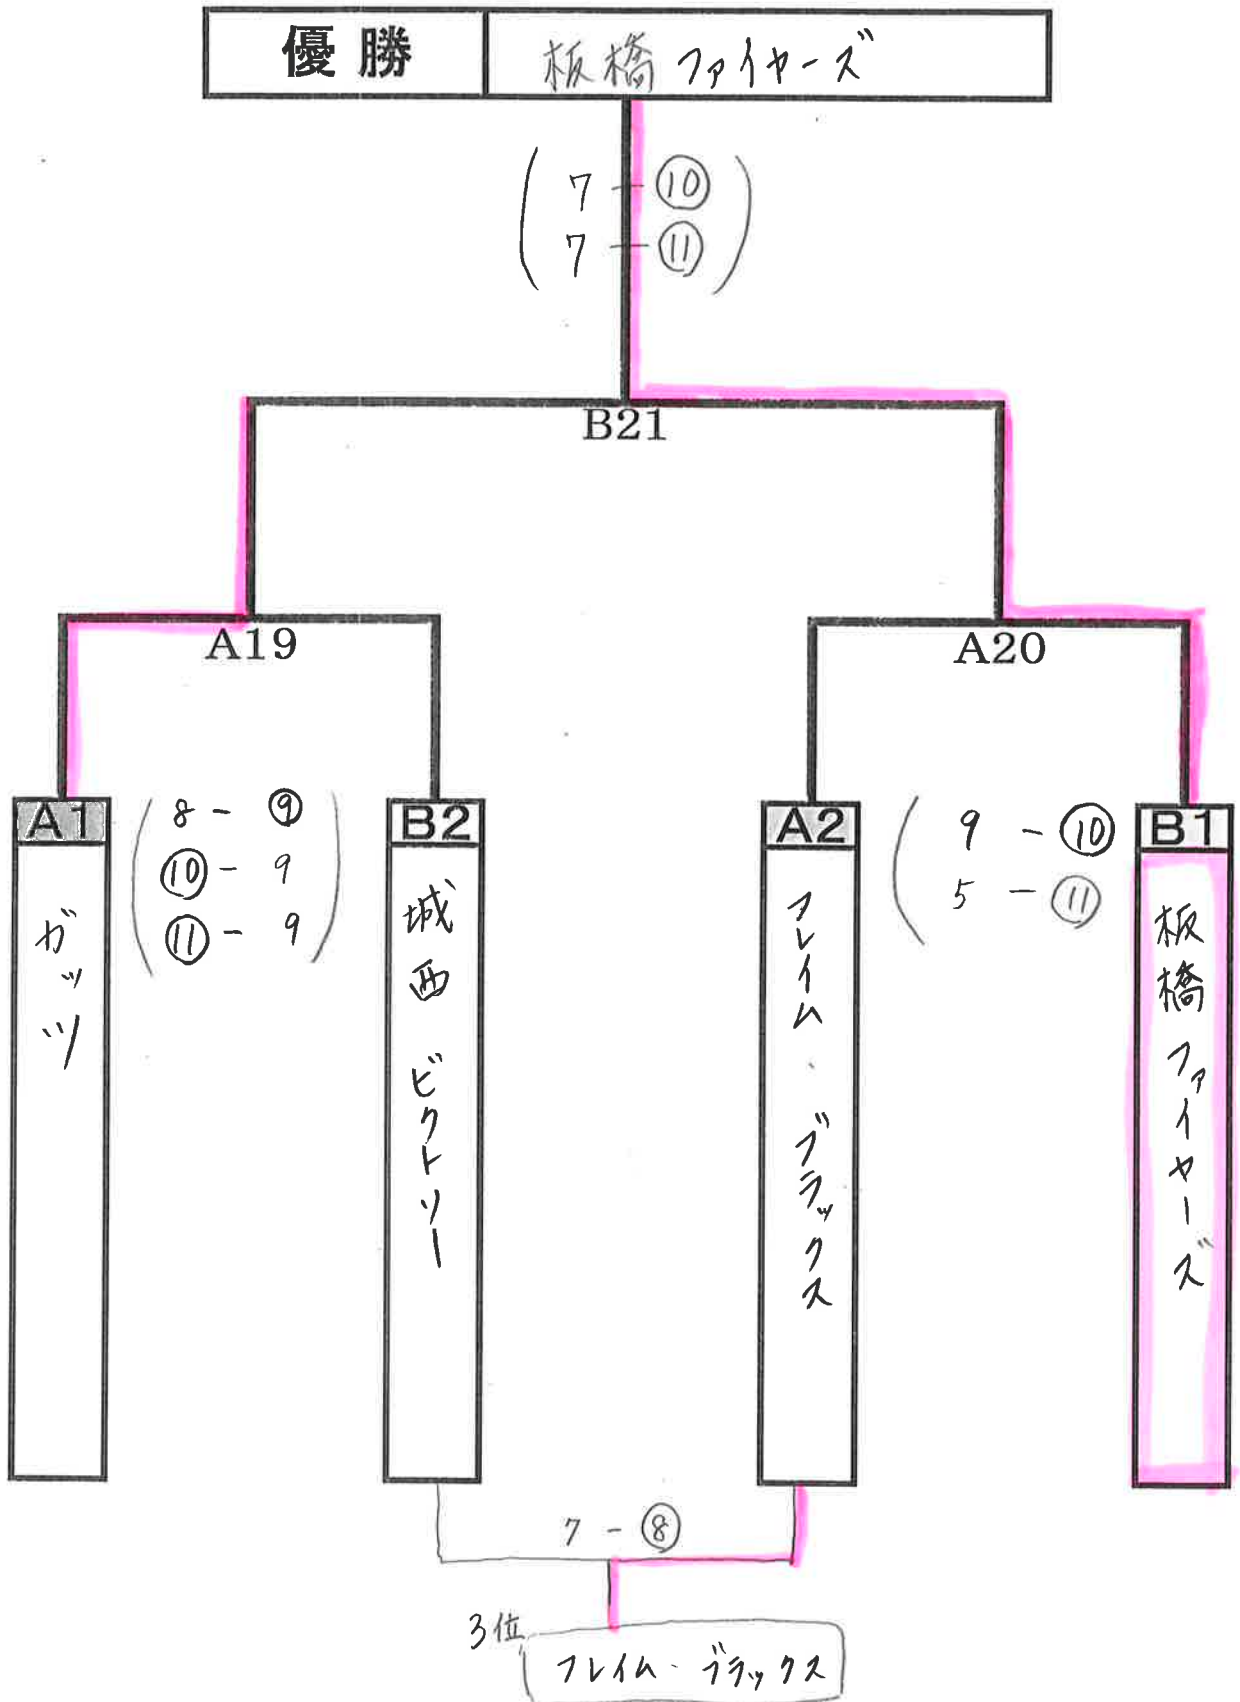 優勝 板橋ファイヤーズ
7 - ⑩
7 - ⑪
B21
A19
A20
A1
8 - ⑨
⑩ - 9
⑪ - 9
B2
A2
9 - ⑩
5 - ⑪
B1
ガッツ
城西ビクトリー
フレイム・ブラックス
板橋ファイヤーズ
7 - ⑧
3位
フレイム・ブラックス